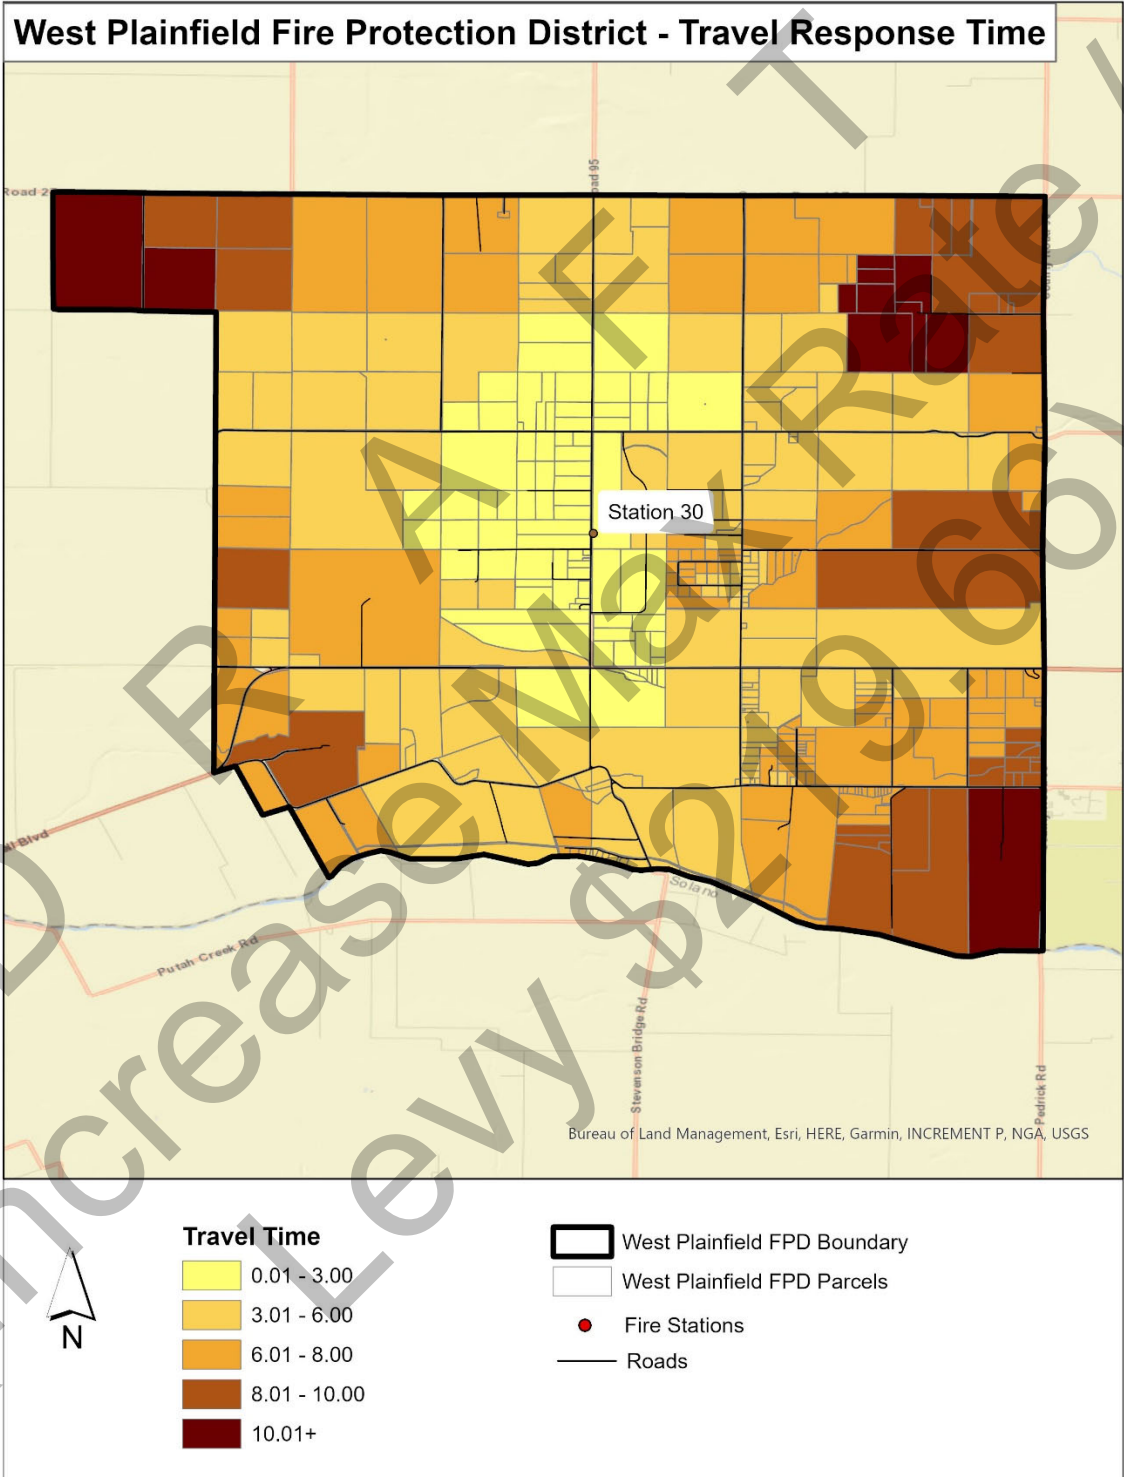 West Plainfield Fire Protection District - Travel Response Time
Road 2
Road 95
Station 30
Solano
Putah Creek Rd
Stevenson Bridge Rd
Pedrick Rd
Bureau of Land Management, Esri, HERE, Garmin, INCREMENT P, NGA, USGS
DRAFT
Increase Max Rate
Levy $219.66)
Travel Time
0.01 - 3.00
3.01 - 6.00
6.01 - 8.00
8.01 - 10.00
10.01+
N
West Plainfield FPD Boundary
West Plainfield FPD Parcels
Fire Stations
Roads